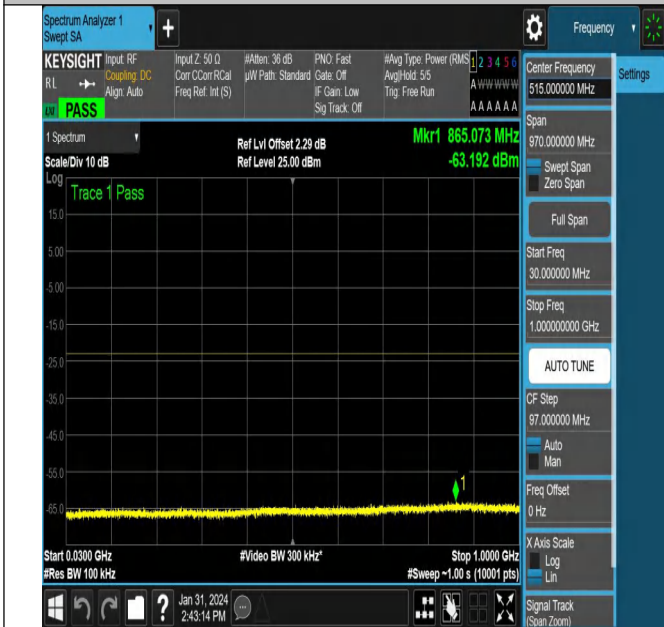 Spectrum Analyzer 1
Swept SA
Frequency
KEYSIGHT
RL
PASS
Input: RF
Coupling: DC
Align: Auto
Input Z: 50 Ω
Corr CCorr RCal
Freq Ref: Int (S)
#Atten: 36 dB
µW Path: Standard
PNO: Fast
Gate: Off
IF Gain: Low
Sig Track: Off
#Avg Type: Power (RMS
Avg|Hold: 5/5
Trig: Free Run
1 2 3 4 5 6
A W W W W W
A A A A A A
1 Spectrum
Scale/Div 10 dB
Ref Lvl Offset 2.29 dB
Ref Level 25.00 dBm
Mkr1 865.073 MHz
-63.192 dBm
Log
Trace 1 Pass
15.0
5.00
-5.00
-15.0
-25.0
-35.0
-45.0
-55.0
-65.0
1
Start 0.0300 GHz
#Res BW 100 kHz
#Video BW 300 kHz*
Stop 1.0000 GHz
#Sweep ~1.00 s (10001 pts)
Jan 31, 2024
2:43:14 PM
Center Frequency
515.000000 MHz
Settings
Span
970.000000 MHz
Swept Span
Zero Span
Full Span
Start Freq
30.000000 MHz
Stop Freq
1.000000000 GHz
AUTO TUNE
CF Step
97.000000 MHz
Auto
Man
Freq Offset
0 Hz
X Axis Scale
Log
Lin
Signal Track
(Span Zoom)